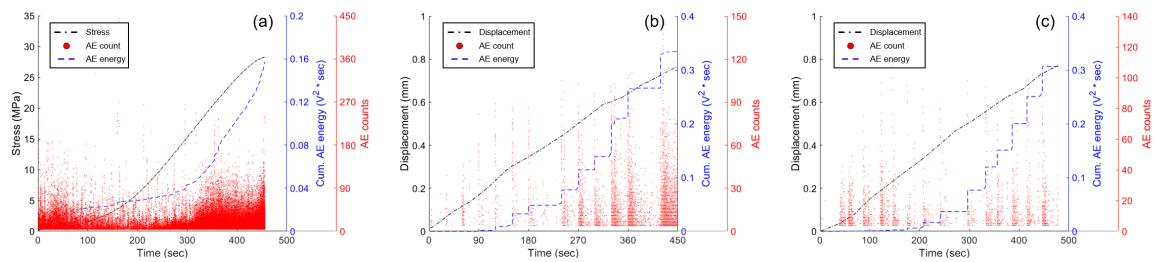 (a)
Stress
AE count
AE energy
Stress (MPa)
35
30
25
20
15
10
5
0
0 100 200 300 400 500
Time (sec)
0.2
0.16
0.12
0.08
0.04
0
Cum. AE energy (V² * sec)
450
360
270
180
90
0
AE counts
(b)
Displacement
AE count
AE energy
Displacement (mm)
1
0.8
0.6
0.4
0.2
0
0 90 180 270 360 450
Time (sec)
0.4
0.3
0.2
0.1
0
Cum. AE energy (V² * sec)
150
120
90
60
30
0
AE counts
(c)
Displacement
AE count
AE energy
Displacement (mm)
1
0.8
0.6
0.4
0.2
0
0 100 200 300 400 500
Time (sec)
0.4
0.3
0.2
0.1
0
Cum. AE energy (V² * sec)
140
120
100
80
60
40
20
0
AE counts